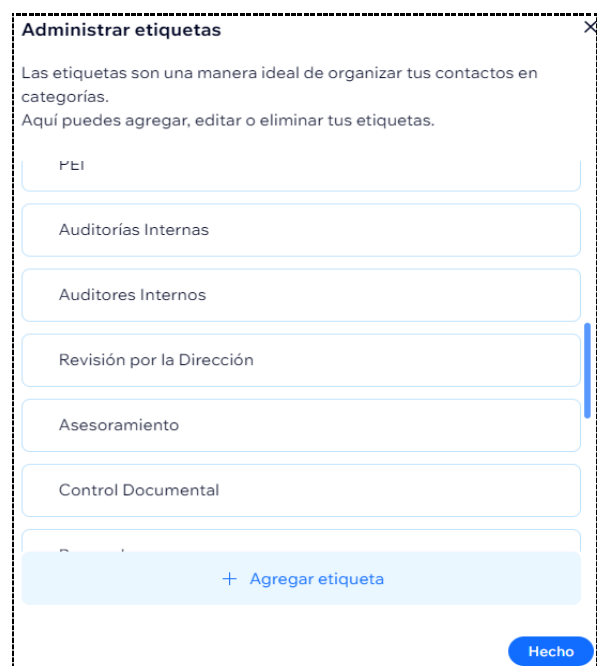 Administrar etiquetas
Las etiquetas son una manera ideal de organizar tus contactos en
categorías.
Aquí puedes agregar, editar o eliminar tus etiquetas.
PEI
Auditorías Internas
Auditores Internos
Revisión por la Dirección
Asesoramiento
Control Documental
+ Agregar etiqueta
Hecho